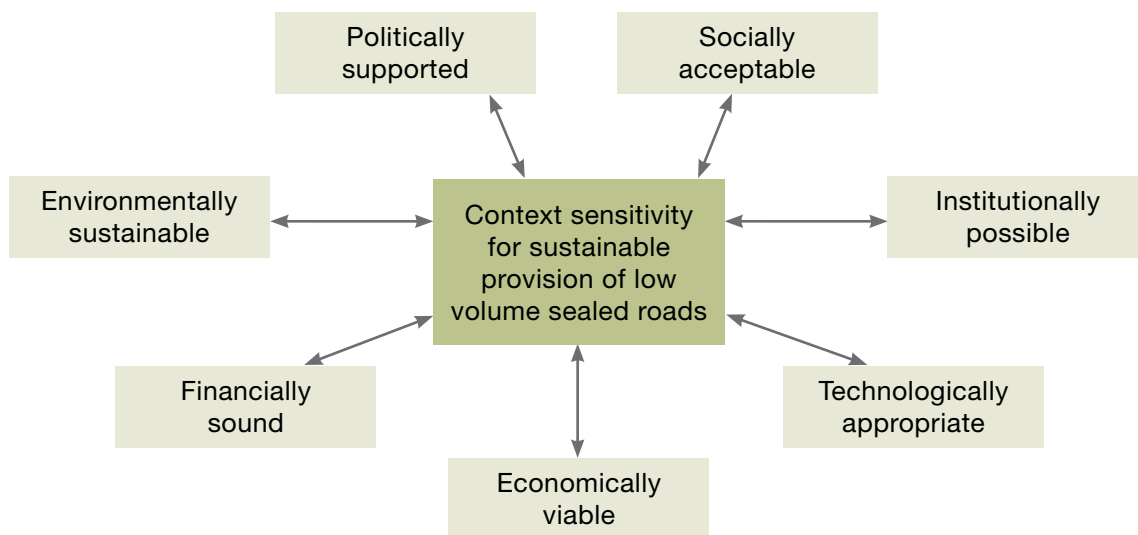 Politically
supported
Socially
acceptable
Environmentally
sustainable
Context sensitivity
for sustainable
provision of low
volume sealed roads
Institutionally
possible
Financially
sound
Technologically
appropriate
Economically
viable